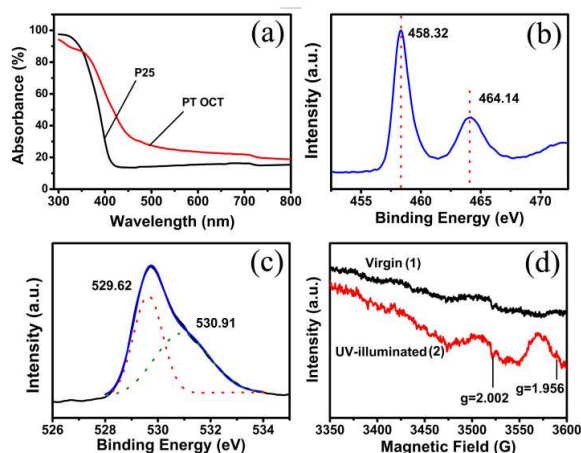 (a)
P25
PT OCT
Absorbance (%)
100
80
60
40
20
0
300 400 500 600 700 800
Wavelength (nm)
(b)
458.32
464.14
Intensity (a.u.)
455 460 465 470
Binding Energy (eV)
(c)
529.62
530.91
Intensity (a.u.)
526 528 530 532 534
Binding Energy (eV)
(d)
Virgin (1)
UV-illuminated (2)
g=2.002
g=1.956
Intensity (a.u.)
3350 3400 3450 3500 3550 3600
Magnetic Field (G)